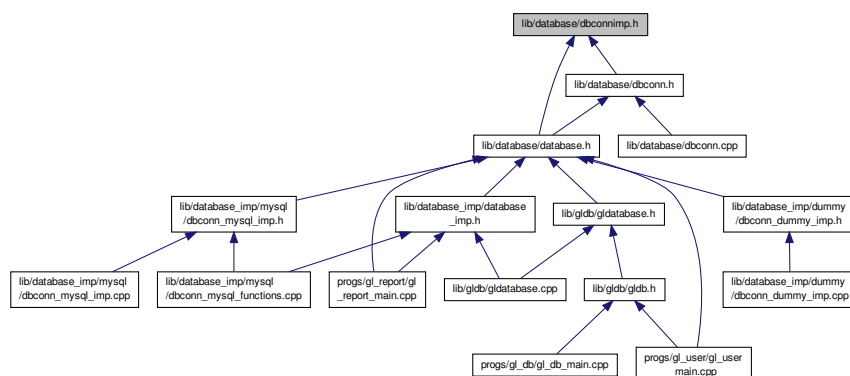 lib/database/dbconnimp.h
lib/database/dbconn.h
lib/database/database.h
lib/database/dbconn.cpp
lib/database_imp/mysql
/dbconn_mysql_imp.h
lib/database_imp/database
_imp.h
lib/gldb/gldatabase.h
lib/database_imp/dummy
/dbconn_dummy_imp.h
lib/database_imp/mysql
/dbconn_mysql_imp.cpp
lib/database_imp/mysql
/dbconn_mysql_functions.cpp
progs/gl_report/gl
_report_main.cpp
lib/gldb/gldatabase.cpp
lib/gldb/gldb.h
lib/database_imp/dummy
/dbconn_dummy_imp.cpp
progs/gl_db/gl_db_main.cpp
progs/gl_user/gl_user
_main.cpp